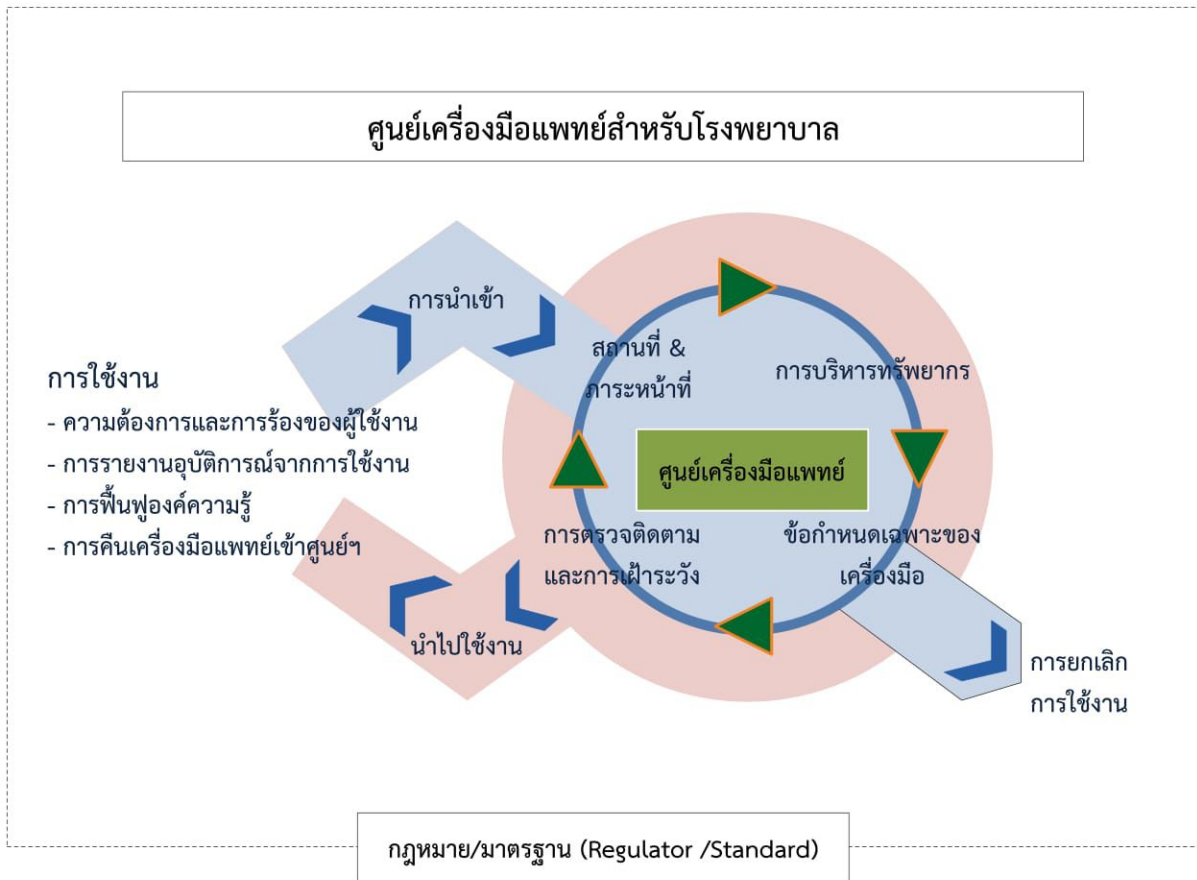 ศูนย์เครื่องมือแพทย์สำหรับโรงพยาบาล
การนำเข้า
สถานที่ &
ภาระหน้าที่
การบริหารทรัพยากร
การใช้งาน
- ความต้องการและการร้องของผู้ใช้งาน
- การรายงานอุบัติการณ์จากการใช้งาน
- การฟื้นฟูองค์ความรู้
- การคืนเครื่องมือแพทย์เข้าศูนย์ฯ
ศูนย์เครื่องมือแพทย์
การตรวจติดตาม
และการเฝ้าระวัง
ข้อกำหนดเฉพาะของ
เครื่องมือ
นำไปใช้งาน
การยกเลิก
การใช้งาน
กฎหมาย/มาตรฐาน (Regulator /Standard)